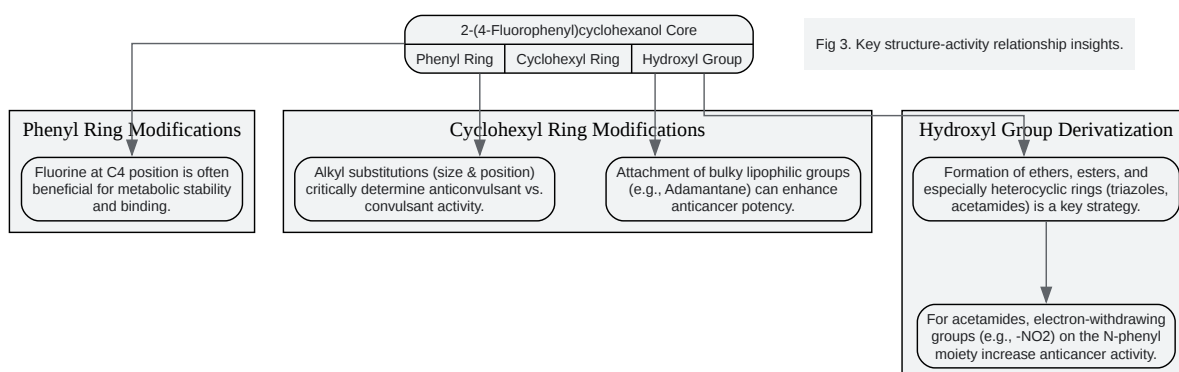 2-(4-Fluorophenyl)cyclohexanol Core
Phenyl Ring
Cyclohexyl Ring
Hydroxyl Group
Fig 3. Key structure-activity relationship insights.
Phenyl Ring Modifications
Fluorine at C4 position is often
beneficial for metabolic stability
and binding.
Cyclohexyl Ring Modifications
Alkyl substitutions (size & position)
critically determine anticonvulsant vs.
convulsant activity.
Attachment of bulky lipophilic groups
(e.g., Adamantane) can enhance
anticancer potency.
Hydroxyl Group Derivatization
Formation of ethers, esters, and
especially heterocyclic rings (triazoles,
acetamides) is a key strategy.
For acetamides, electron-withdrawing
groups (e.g., -NO2) on the N-phenyl
moiety increase anticancer activity.